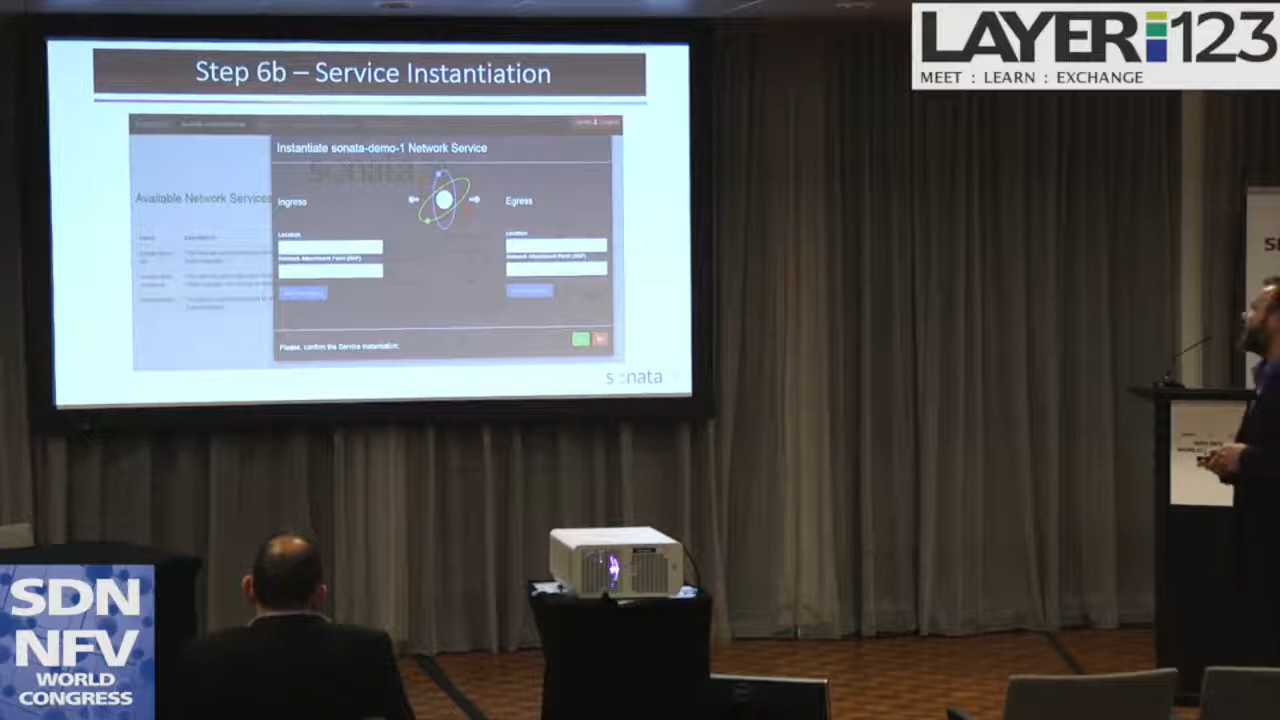 LAYER123
MEET : LEARN : EXCHANGE
Step 6b – Service Instantiation
Instantiate sonata-demo-1 Network Service
Available Network Services
Ingress
Egress
Location
Location
Network Attachment Point (NAP)
Network Attachment Point (NAP)
Please, confirm the Service Instantiation.
sonata
SDN
NFV
WORLD
CONGRESS